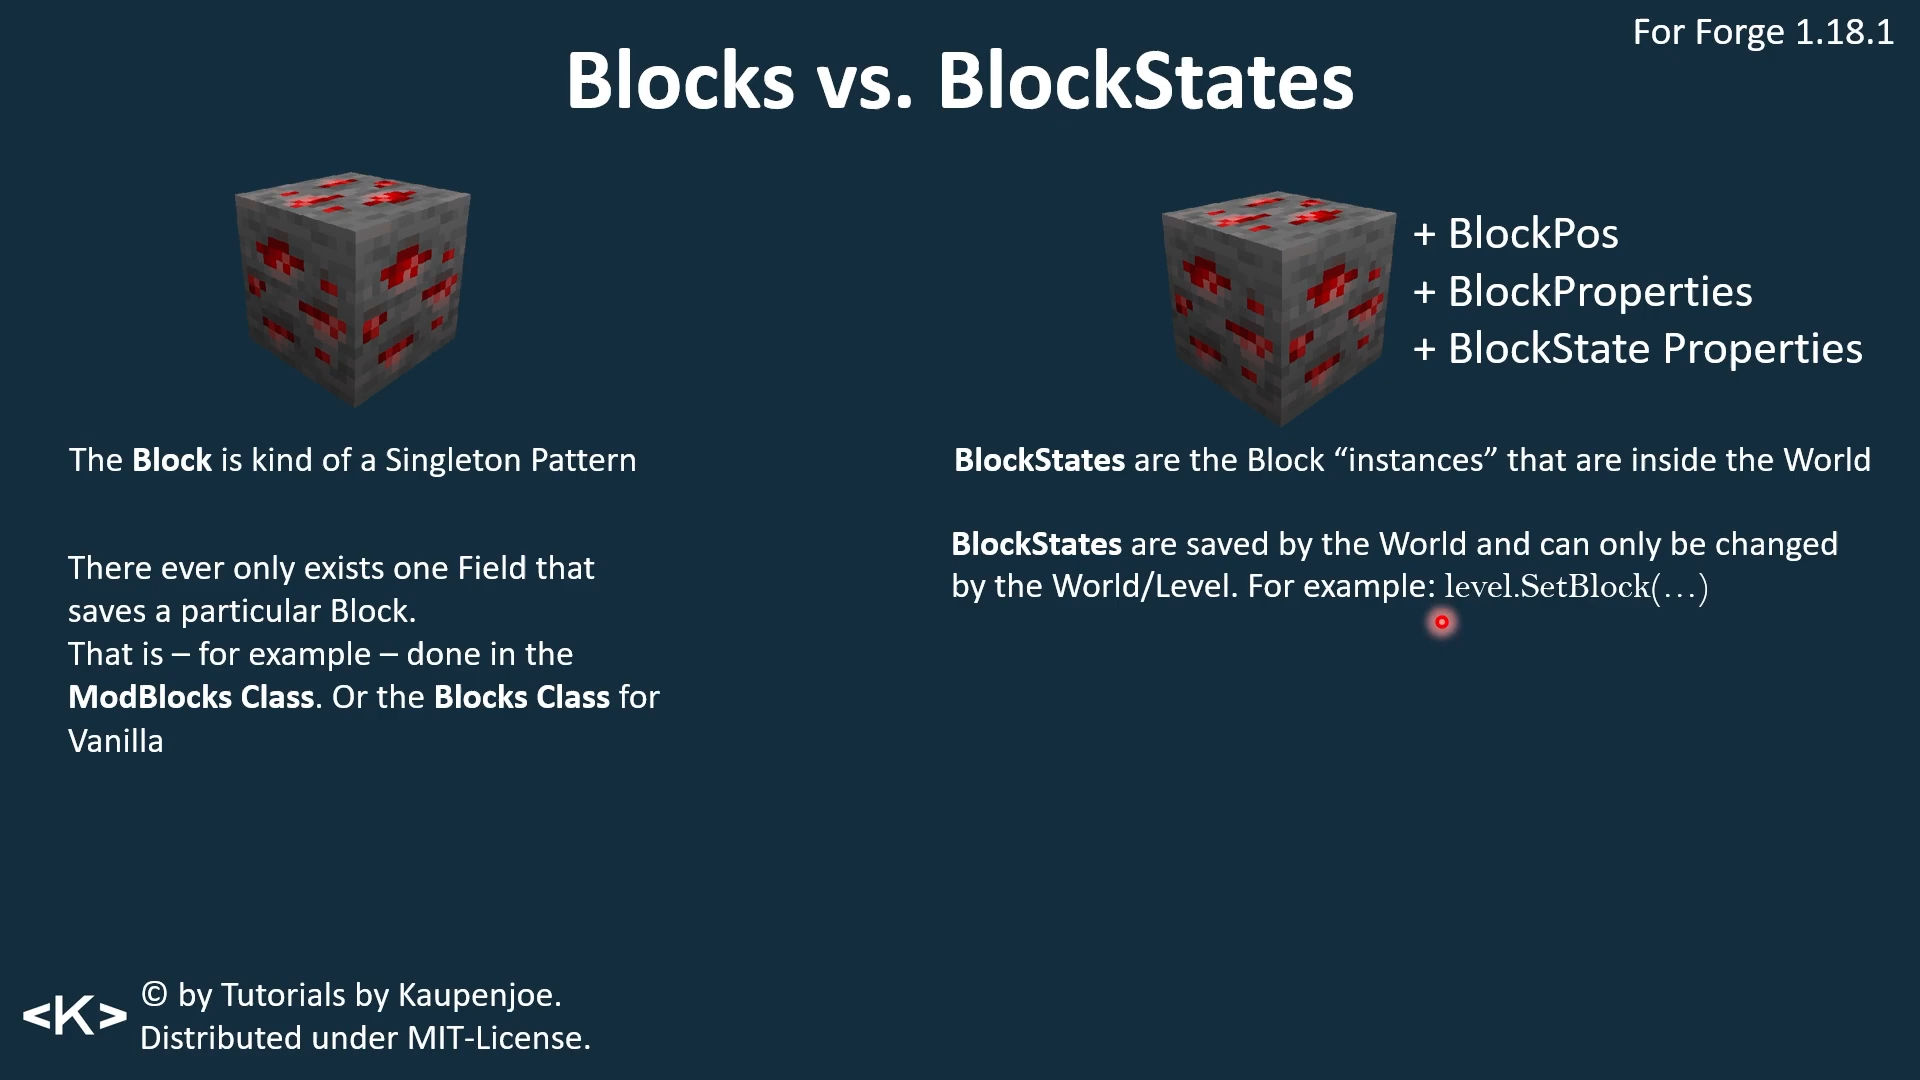 For Forge 1.18.1
Blocks vs. BlockStates
+ BlockPos
+ BlockProperties
+ BlockState Properties
The Block is kind of a Singleton Pattern
There ever only exists one Field that
saves a particular Block.
That is – for example – done in the
ModBlocks Class. Or the Blocks Class for
Vanilla
BlockStates are the Block “instances” that are inside the World
BlockStates are saved by the World and can only be changed
by the World/Level. For example: level.SetBlock(…)
<K>
© by Tutorials by Kaupenjoe.
Distributed under MIT-License.